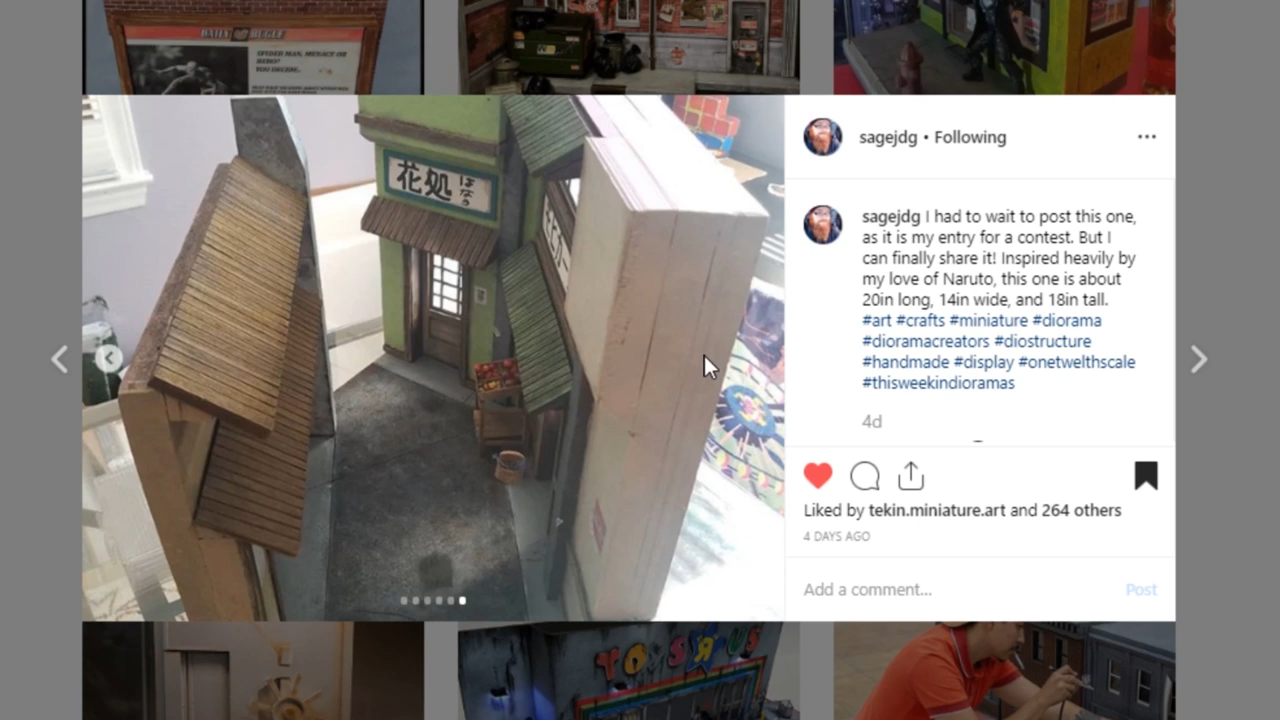 DAILY BUGLE
SPIDER-MAN, MENACE OR
HERO?
YOU DECIDE..
花処
はなの
sagejdg • Following
sagejdg I had to wait to post this one,
as it is my entry for a contest. But I
can finally share it! Inspired heavily by
my love of Naruto, this one is about
20in long, 14in wide, and 18in tall.
#art #crafts #miniature #diorama
#dioramacreators #diostructure
#handmade #display #onetwelthscale
#thisweekindioramas
4d
Liked by tekin.miniature.art and 264 others
4 DAYS AGO
Add a comment...
Post
TOYS R US